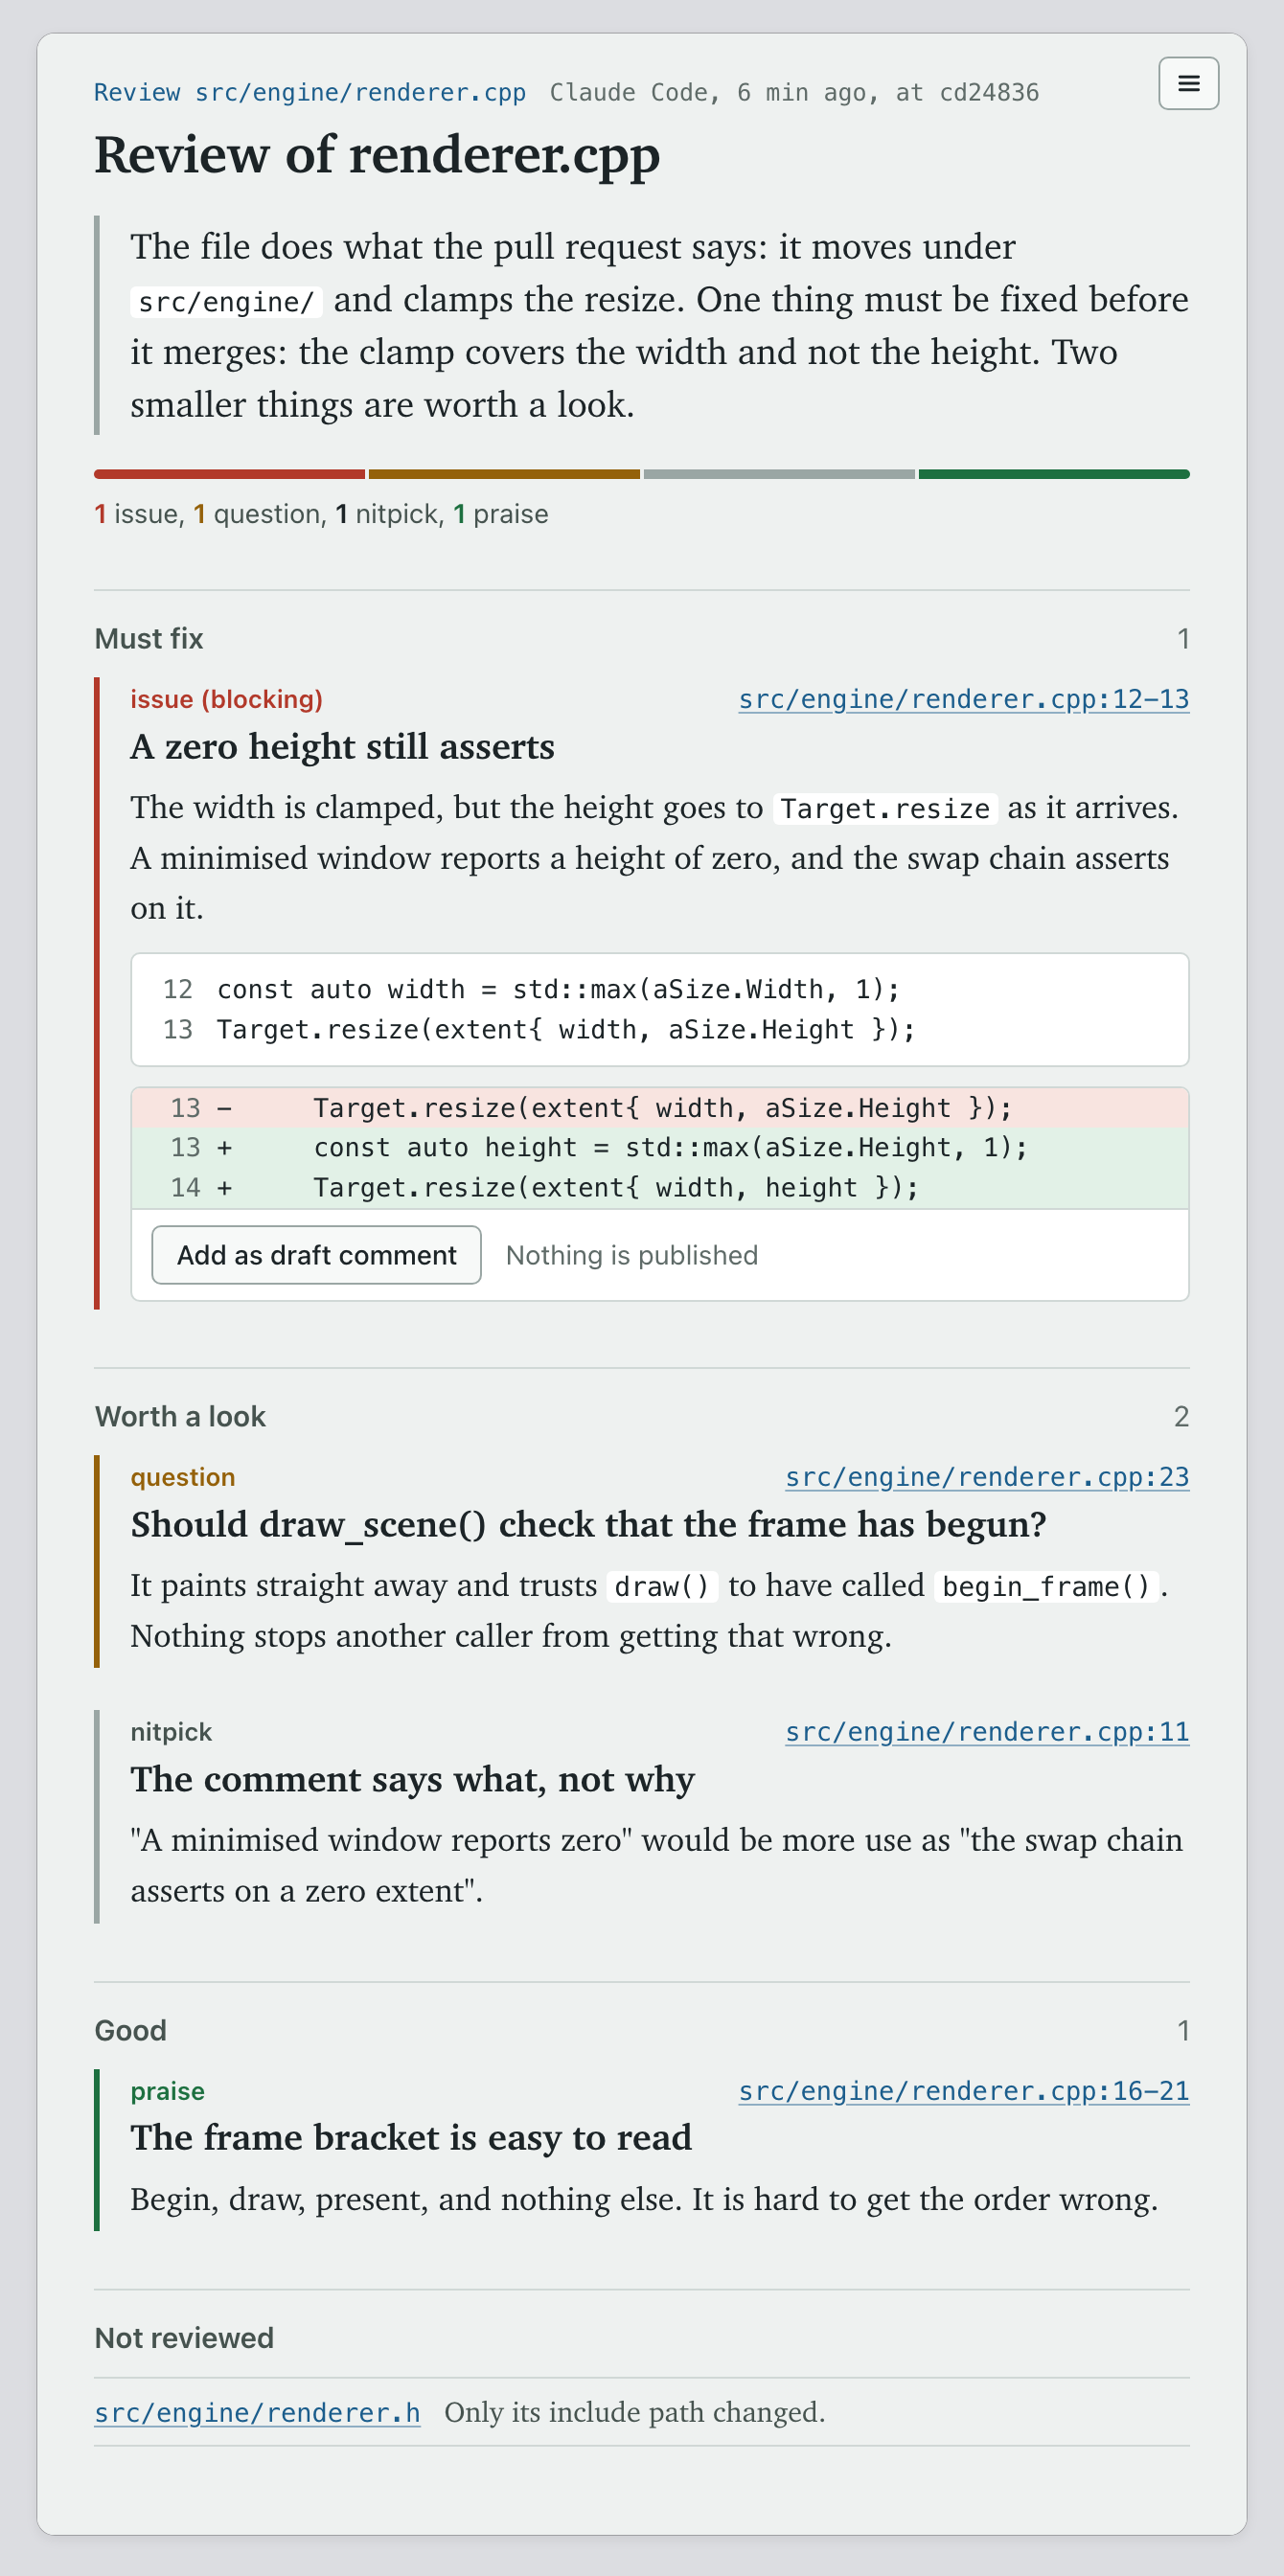 Review src/engine/renderer.cpp Claude Code, 6 min ago, at cd24836
Review of renderer.cpp
The file does what the pull request says: it moves under
src/engine/ and clamps the resize. One thing must be fixed before
it merges: the clamp covers the width and not the height. Two
smaller things are worth a look.
1 issue, 1 question, 1 nitpick, 1 praise
Must fix 1
issue (blocking) src/engine/renderer.cpp:12–13
A zero height still asserts
The width is clamped, but the height goes to Target.resize as it arrives.
A minimised window reports a height of zero, and the swap chain asserts
on it.
12 const auto width = std::max(aSize.Width, 1);
13 Target.resize(extent{ width, aSize.Height });
13 − Target.resize(extent{ width, aSize.Height });
13 + const auto height = std::max(aSize.Height, 1);
14 + Target.resize(extent{ width, height });
Add as draft comment Nothing is published
Worth a look 2
question src/engine/renderer.cpp:23
Should draw_scene() check that the frame has begun?
It paints straight away and trusts draw() to have called begin_frame().
Nothing stops another caller from getting that wrong.
nitpick src/engine/renderer.cpp:11
The comment says what, not why
"A minimised window reports zero" would be more use as "the swap chain
asserts on a zero extent".
Good 1
praise src/engine/renderer.cpp:16–21
The frame bracket is easy to read
Begin, draw, present, and nothing else. It is hard to get the order wrong.
Not reviewed
src/engine/renderer.h Only its include path changed.